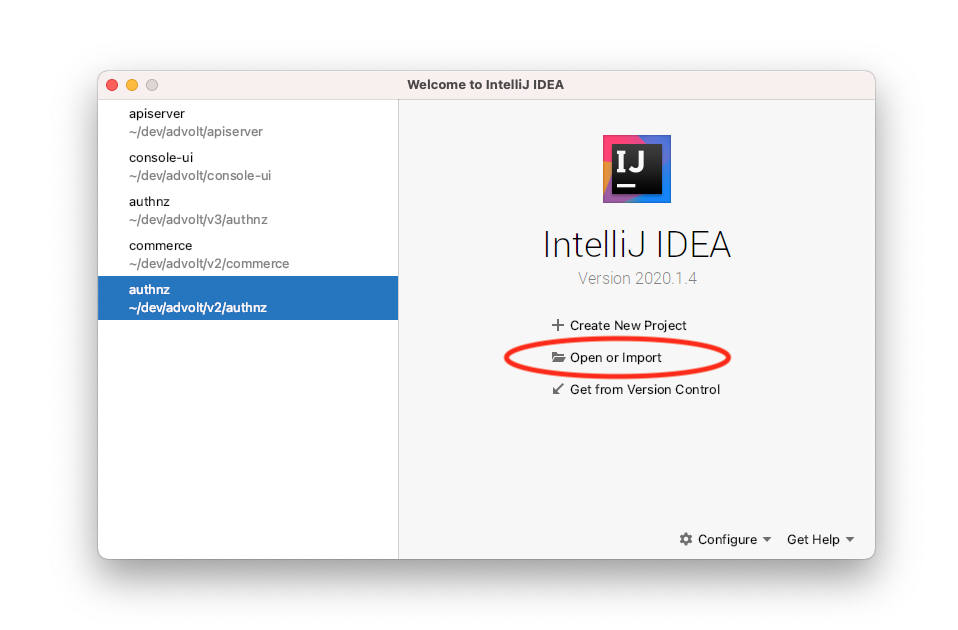 Welcome to IntelliJ IDEA
apiserver
~/dev/advolt/apiserver
console-ui
~/dev/advolt/console-ui
authnz
~/dev/advolt/v3/authnz
commerce
~/dev/advolt/v2/commerce
authnz
~/dev/advolt/v2/authnz
IJ
IntelliJ IDEA
Version 2020.1.4
Create New Project
Open or Import
Get from Version Control
Configure
Get Help